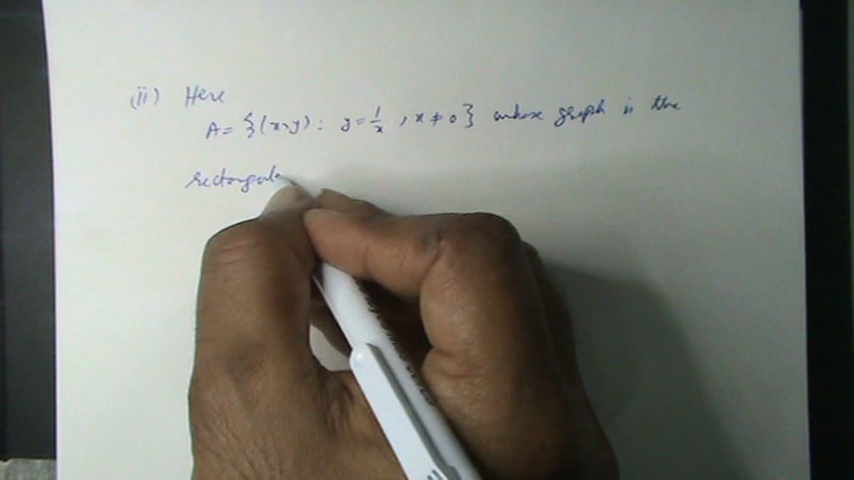 (ii) Here
A = {(x,y) : y = 1/x , x ≠ 0} whose graph is the
rectangula